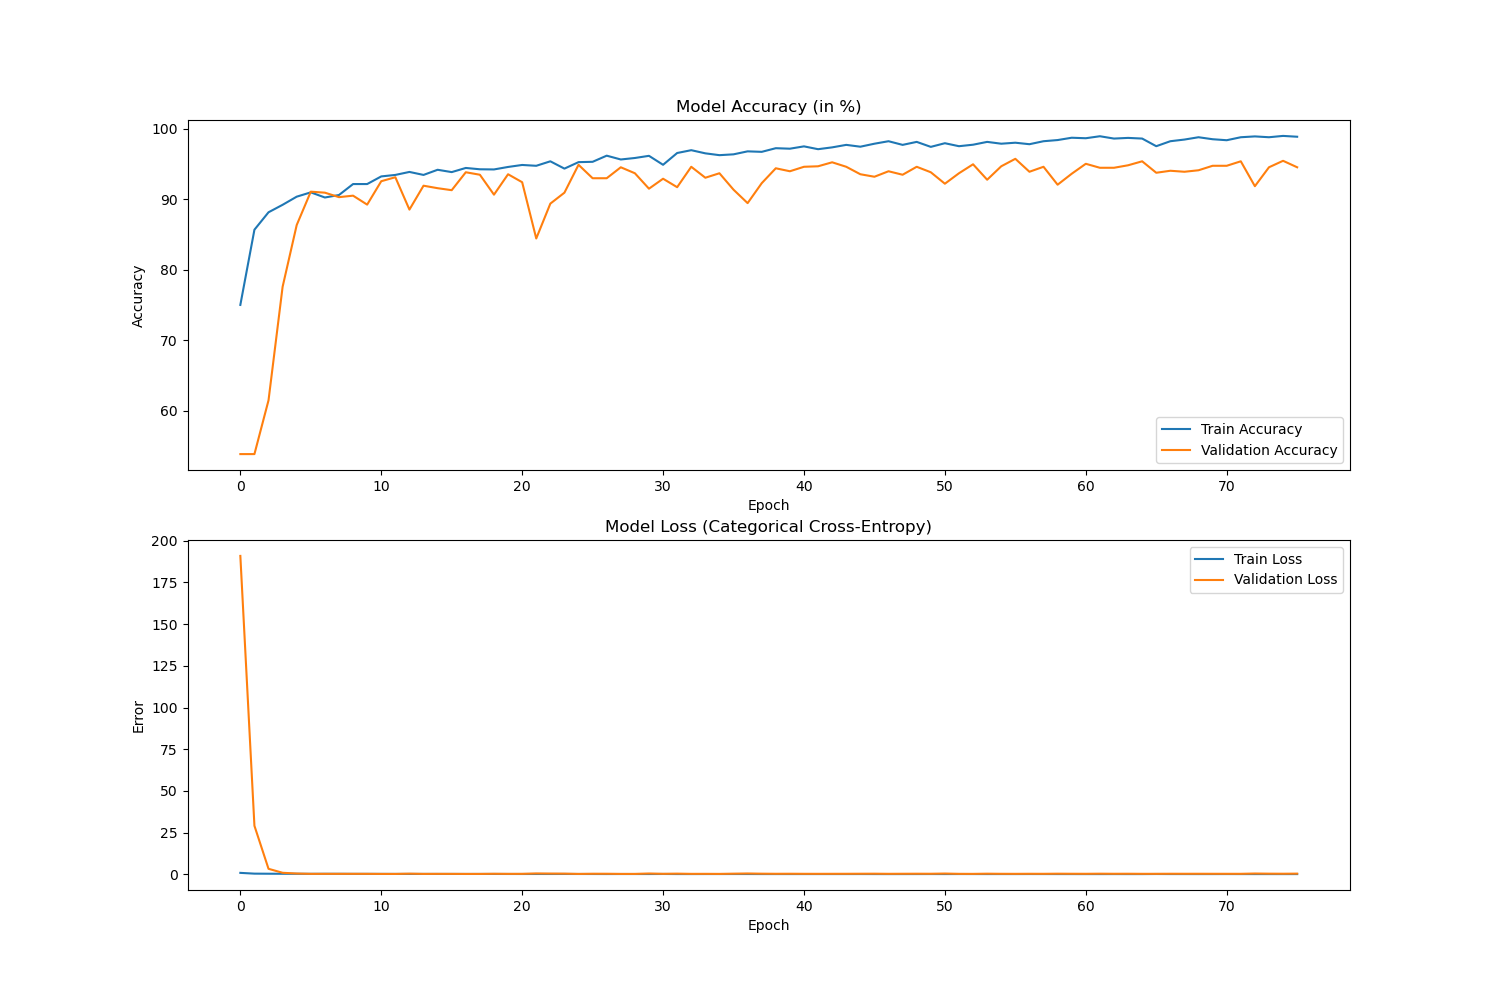 Model Accuracy (in %)
100
90
80
70
60
Accuracy
Train Accuracy
Validation Accuracy
0 10 20 30 40 50 60 70
Epoch
Model Loss (Categorical Cross-Entropy)
200
175
150
125
100
75
50
25
0
Error
Train Loss
Validation Loss
0 10 20 30 40 50 60 70
Epoch